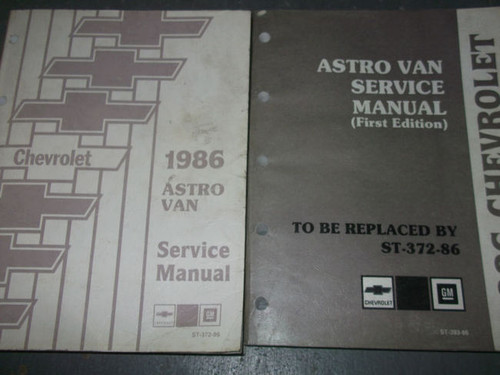 Chevrolet
1986
ASTRO
VAN
Service
Manual
ST-372-86
ASTRO VAN
SERVICE
MANUAL
(First Edition)
TO BE REPLACED BY
ST-372-86
CHEVROLET
GM
CHEVROLET